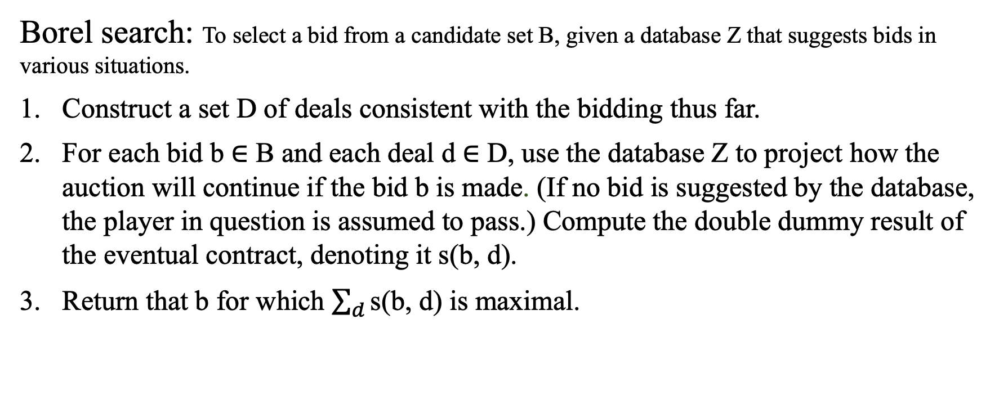 Borel search: To select a bid from a candidate set B, given a database Z that suggests bids in
various situations.
1. Construct a set D of deals consistent with the bidding thus far.
2. For each bid b ∈ B and each deal d ∈ D, use the database Z to project how the
auction will continue if the bid b is made. (If no bid is suggested by the database,
the player in question is assumed to pass.) Compute the double dummy result of
the eventual contract, denoting it s(b, d).
3. Return that b for which ∑𝑑 s(b, d) is maximal.